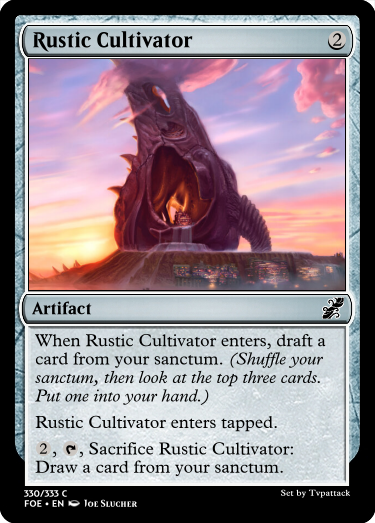 Rustic Cultivator 2
Artifact
When Rustic Cultivator enters, draft a
card from your sanctum. (Shuffle your
sanctum, then look at the top three cards.
Put one into your hand.)
Rustic Cultivator enters tapped.
2 , , Sacrifice Rustic Cultivator:
Draw a card from your sanctum.
330/333 C
FOE • EN Joe Slucher
Set by Tvpattack